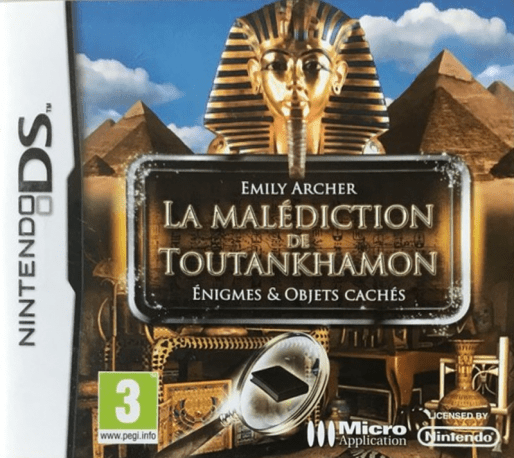 NINTENDO DS™
EMILY ARCHER
LA MALÉDICTION
DE
TOUTANKHAMON
ÉNIGMES & OBJETS CACHÉS
3
www.pegi.info
Micro
Application
LICENSED BY
Nintendo